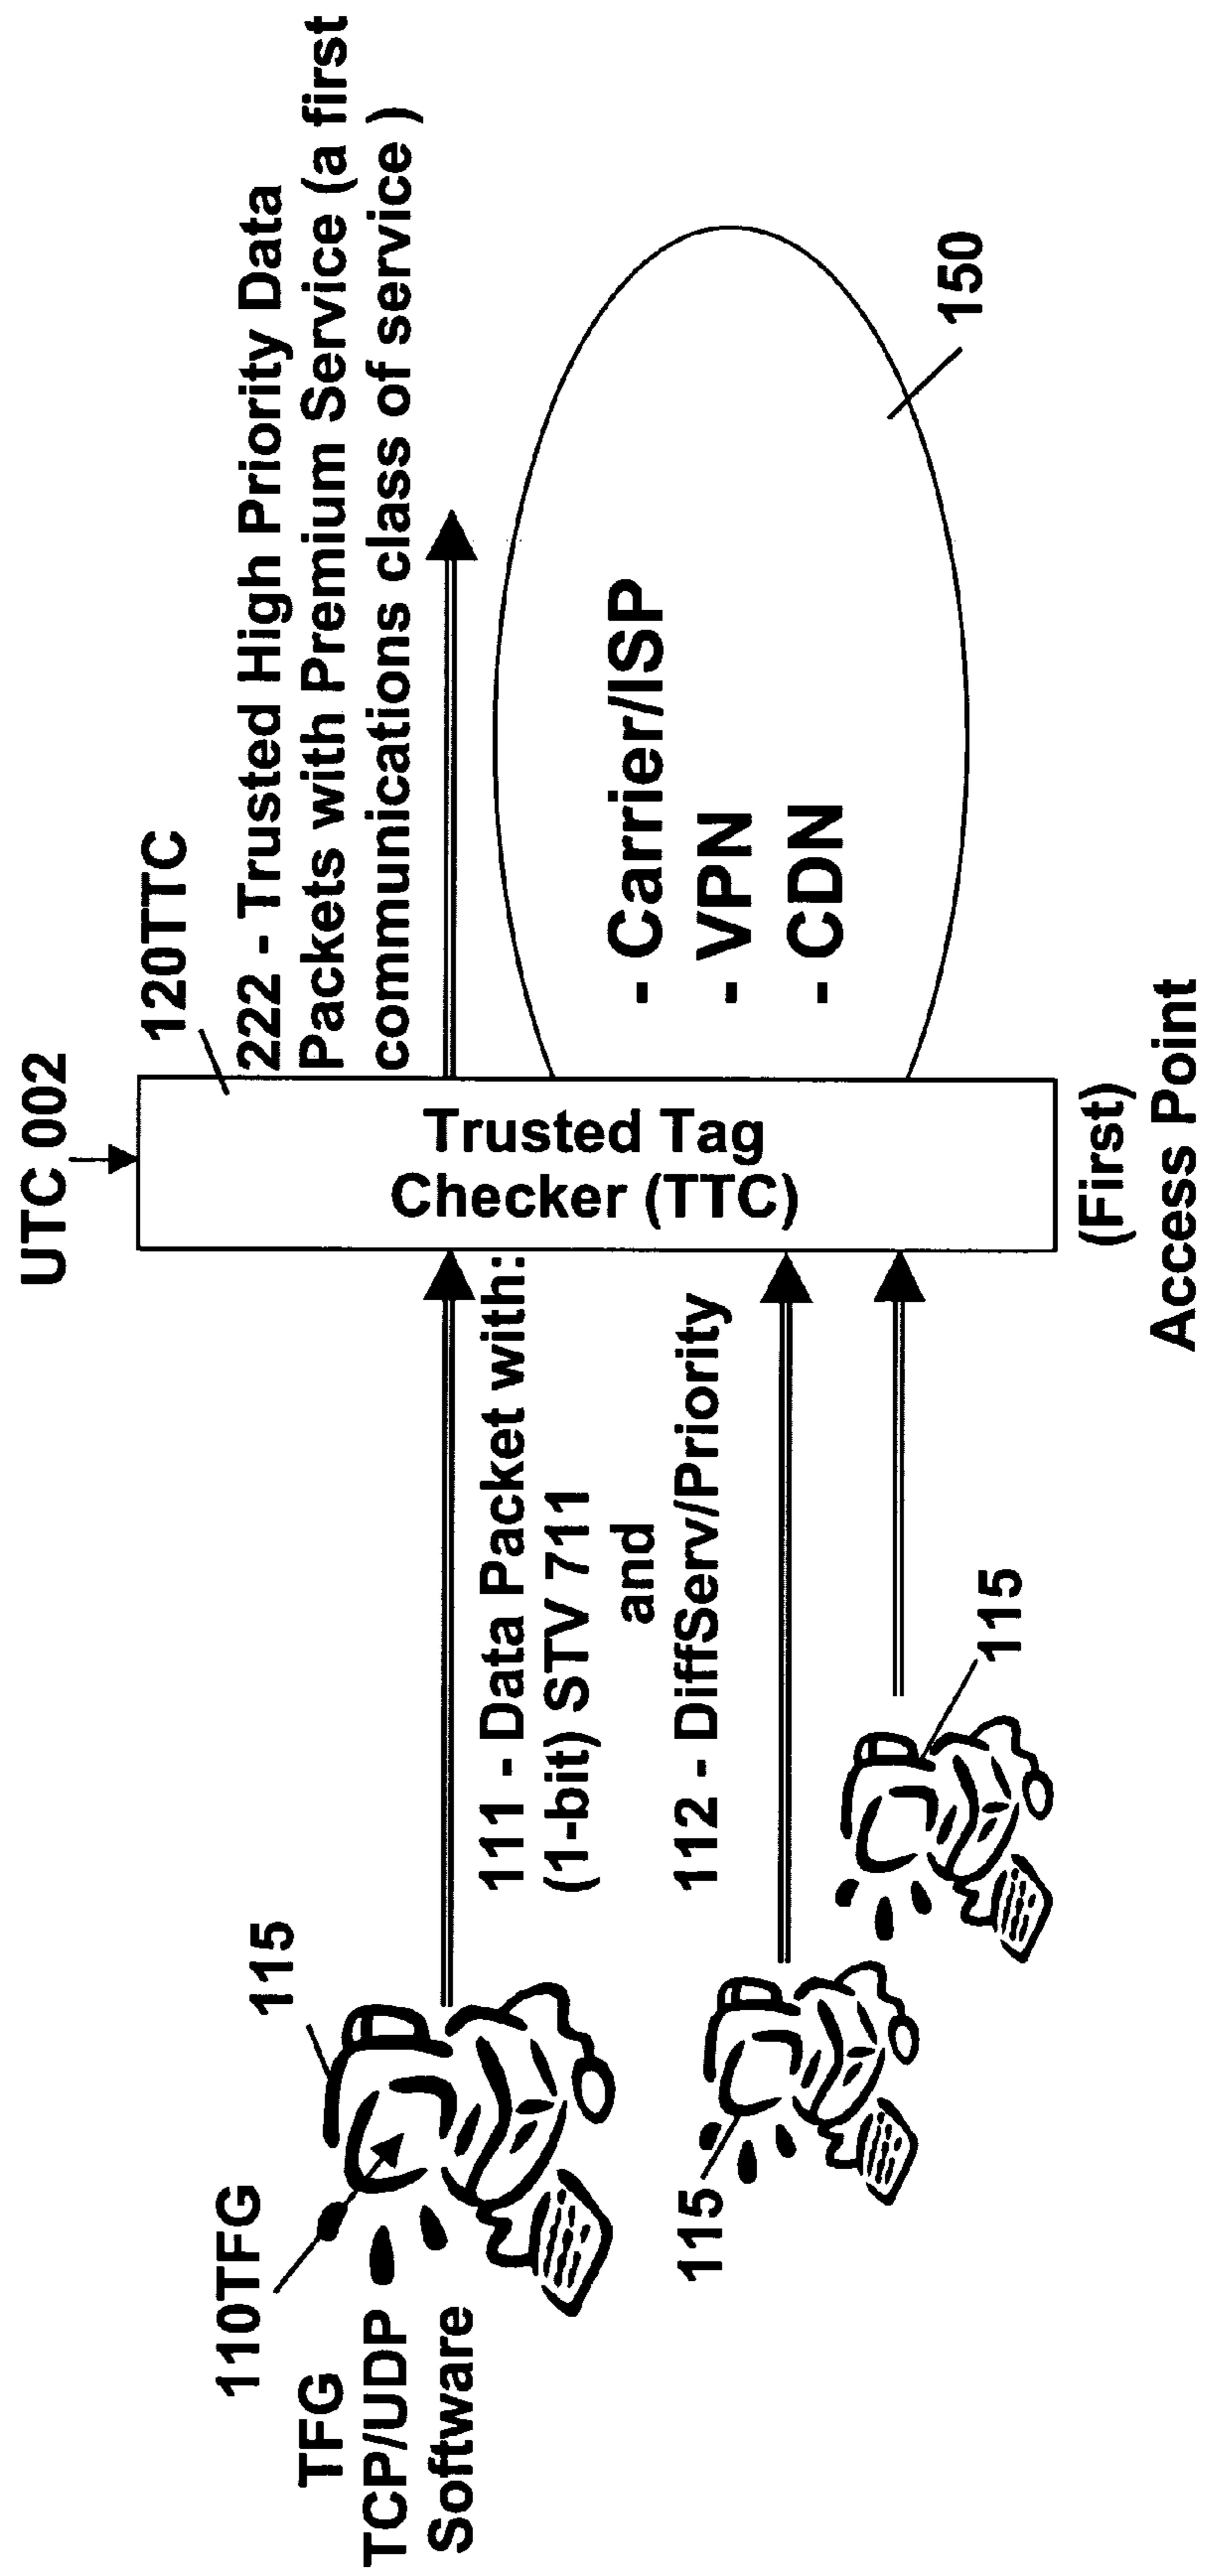 UTC 002
120TTC
222 - Trusted High Priority Data
Packets with Premium Service (a first
communications class of service )
110TFG
115
TFG
TCP/UDP
Software
111 - Data Packet with:
(1-bit) STV 711
and
112 - DiffServ/Priority
Trusted Tag
Checker (TTC)
- Carrier/ISP
- VPN
- CDN
150
115
115
(First)
Access Point